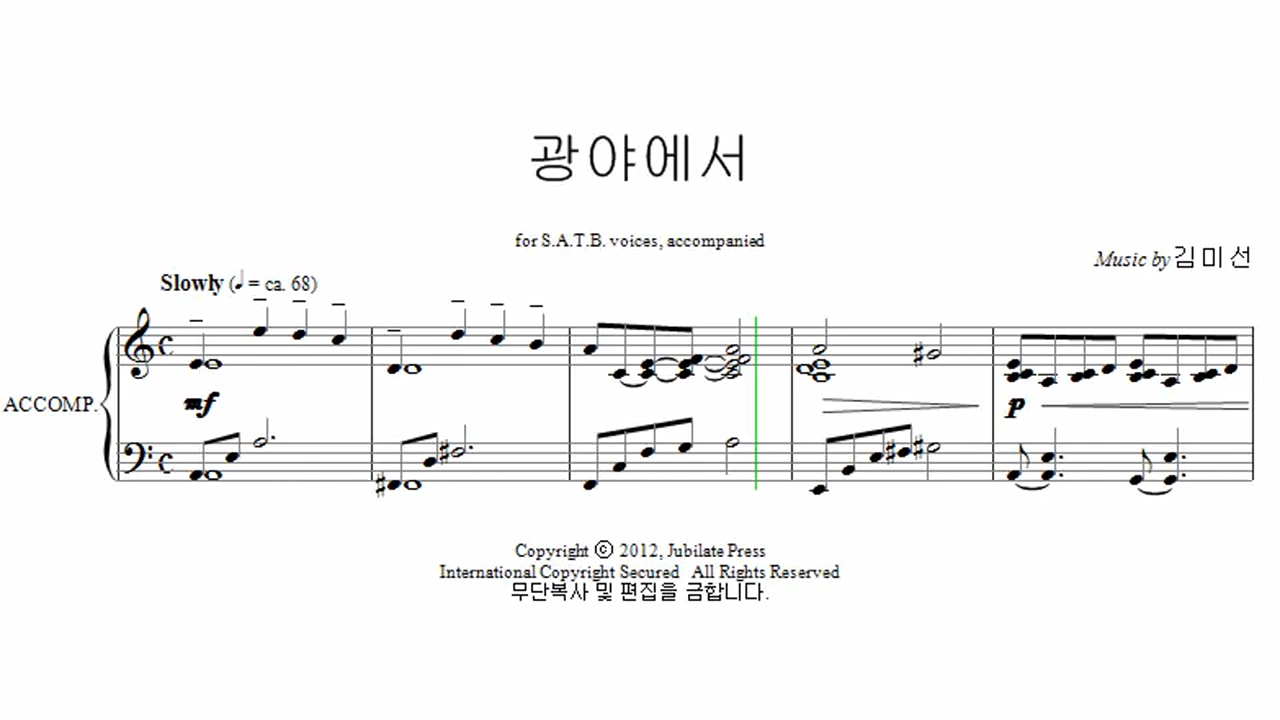 광야에서
for S.A.T.B. voices, accompanied
Music by 김미선
Slowly (♩ = ca. 68)
ACCOMP.
mf
p
Copyright © 2012, Jubilate Press
International Copyright Secured All Rights Reserved
무단복사 및 편집을 금합니다.